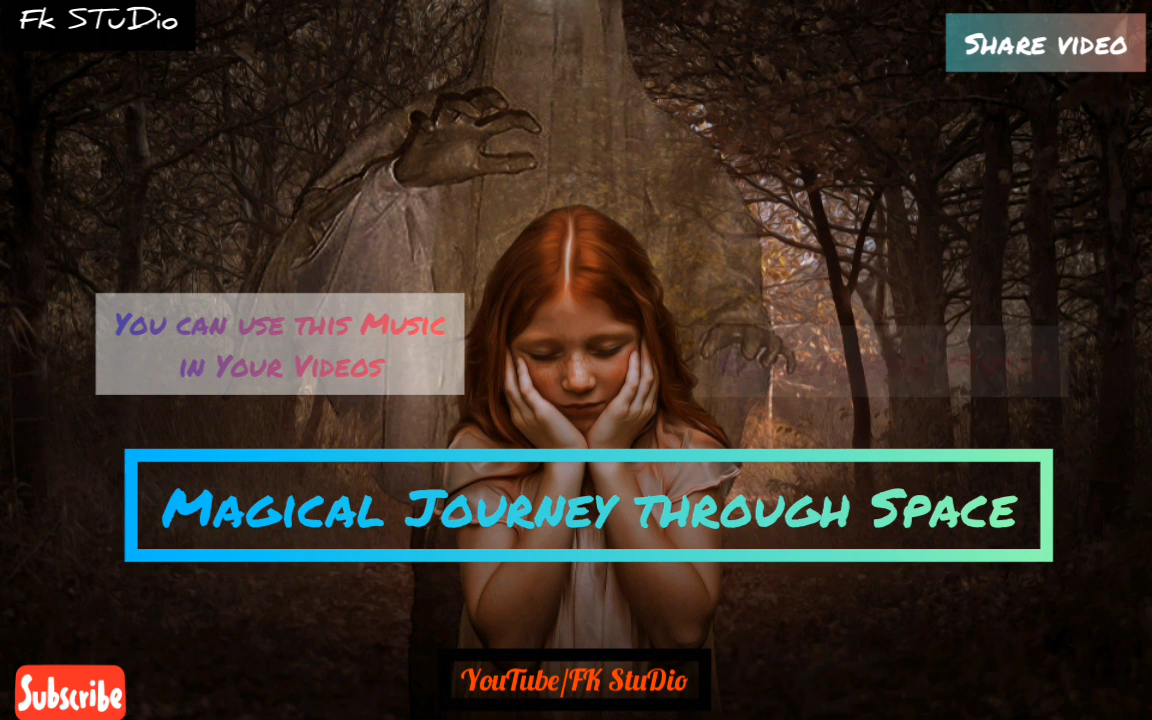 Fk STuDio
Share video
You can use this Music
in Your Videos
Magical Journey through Space
YouTube/FK StuDio
Subscribe